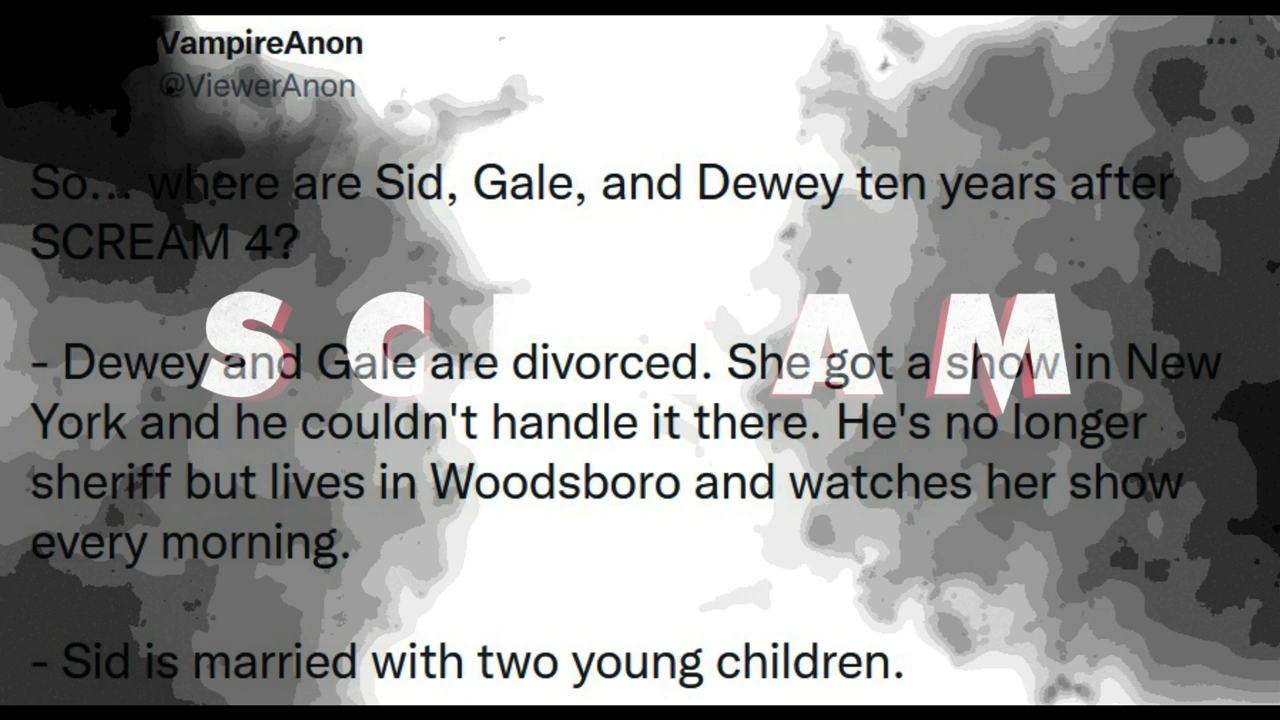 VampireAnon
@ViewerAnon
So... where are Sid, Gale, and Dewey ten years after
SCREAM 4?
SC AM
- Dewey and Gale are divorced. She got a show in New
York and he couldn't handle it there. He's no longer
sheriff but lives in Woodsboro and watches her show
every morning.
- Sid is married with two young children.